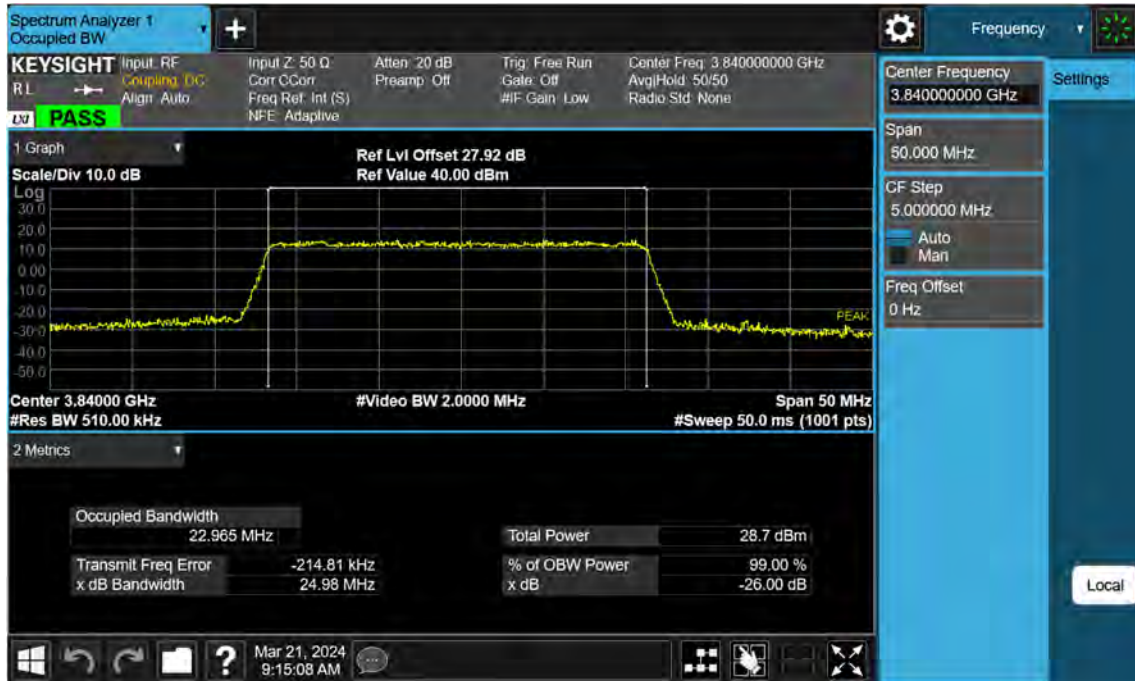 Spectrum Analyzer 1
Occupied BW
+
Frequency
KEYSIGHT
RL
LXI
PASS
Input: RF
Coupling: DC
Align: Auto
Input Z: 50 Ω
Corr CCorr
Freq Ref: Int (S)
NFE: Adaptive
Atten: 20 dB
Preamp: Off
Trig: Free Run
Gate: Off
#IF Gain: Low
Center Freq: 3.840000000 GHz
Avg|Hold: 50/50
Radio Std: None
Center Frequency
3.840000000 GHz
Settings
Span
50.000 MHz
CF Step
5.000000 MHz
Auto
Man
Freq Offset
0 Hz
Local
1 Graph
Scale/Div 10.0 dB
Ref Lvl Offset 27.92 dB
Ref Value 40.00 dBm
Log
30.0
20.0
10.0
0.00
-10.0
-20.0
-30.0
-40.0
-50.0
PEAK
Center 3.84000 GHz
#Video BW 2.0000 MHz
Span 50 MHz
#Res BW 510.00 kHz
#Sweep 50.0 ms (1001 pts)
2 Metrics
Occupied Bandwidth
22.965 MHz
Total Power 28.7 dBm
Transmit Freq Error -214.81 kHz
% of OBW Power 99.00 %
x dB Bandwidth 24.98 MHz
x dB -26.00 dB
?
Mar 21, 2024
9:15:08 AM